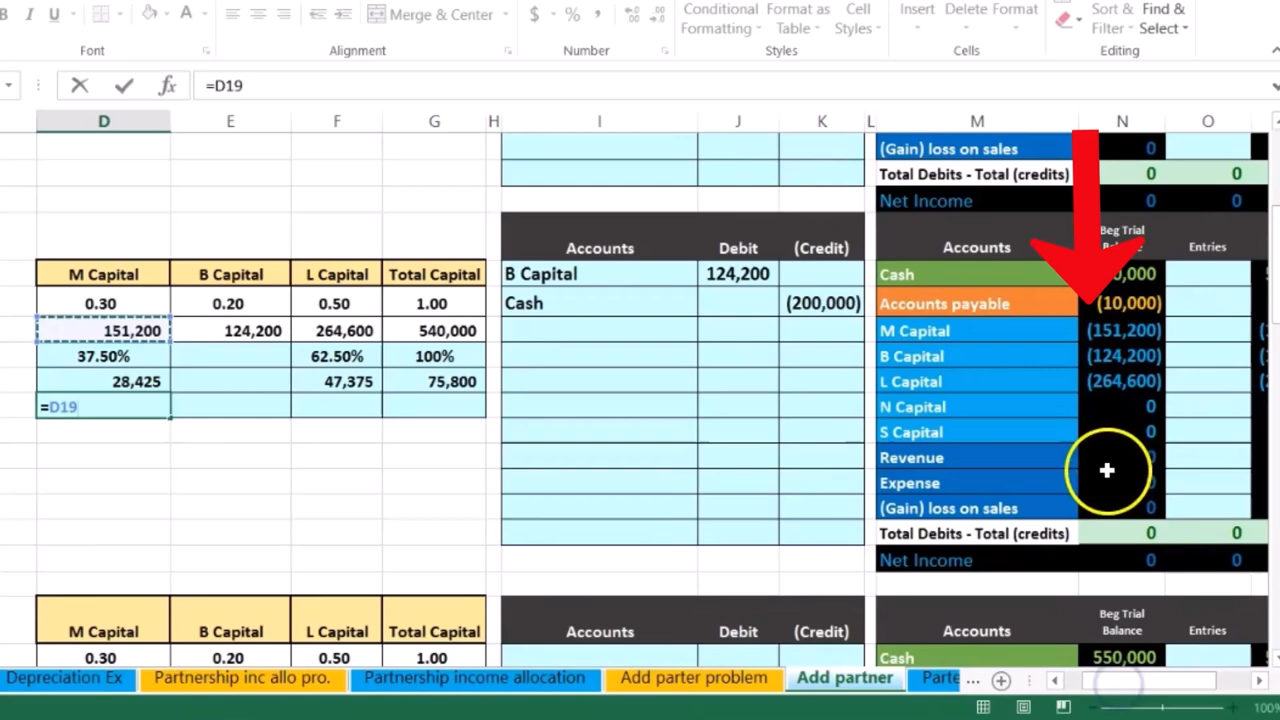 B I U A Merge & Center $ % , Conditional Format as Cell Insert Delete Format Sort & Find &
Formatting Table Styles Filter Select
Font Alignment Number Styles Cells Editing
fx =D19
D E F G H I J K L M N O
(Gain) loss on sales 0
Total Debits - Total (credits) 0 0
Net Income 0 0
Beg Trial
Accounts Debit (Credit) Accounts Entries
M Capital B Capital L Capital Total Capital B Capital 124,200 Cash
0.30 0.20 0.50 1.00 Cash (200,000) Accounts payable (10,000)
151,200 124,200 264,600 540,000 M Capital (151,200)
37.50% 62.50% 100% B Capital (124,200)
28,425 47,375 75,800 L Capital (264,600)
=D19 N Capital 0
S Capital 0
Revenue
Expense
(Gain) loss on sales 0
Total Debits - Total (credits) 0 0
Net Income 0 0
Beg Trial
M Capital B Capital L Capital Total Capital Accounts Debit (Credit) Accounts Balance Entries
0.30 0.20 0.50 1.00 Cash 550,000
Depreciation Ex Partnership inc allo pro. Partnership income allocation Add parter problem Add partner Parte ...
100%